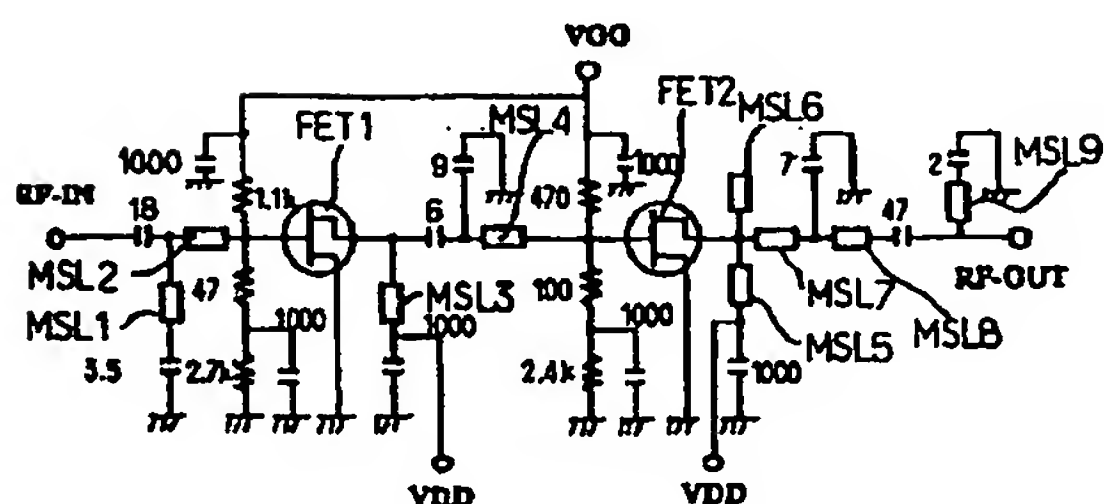 VGG
FET1
MSL4
FET2
MSL6
1000
9
1000
7
2
MSL9
RF-IN
18
1.1k
6
470
47
MSL2
47
MSL3
100
MSL7
RF-OUT
MSL1
1000
1000
1000
MSL5
MSL8
3.5
2.7k
2.4k
1000
VDD
VDD